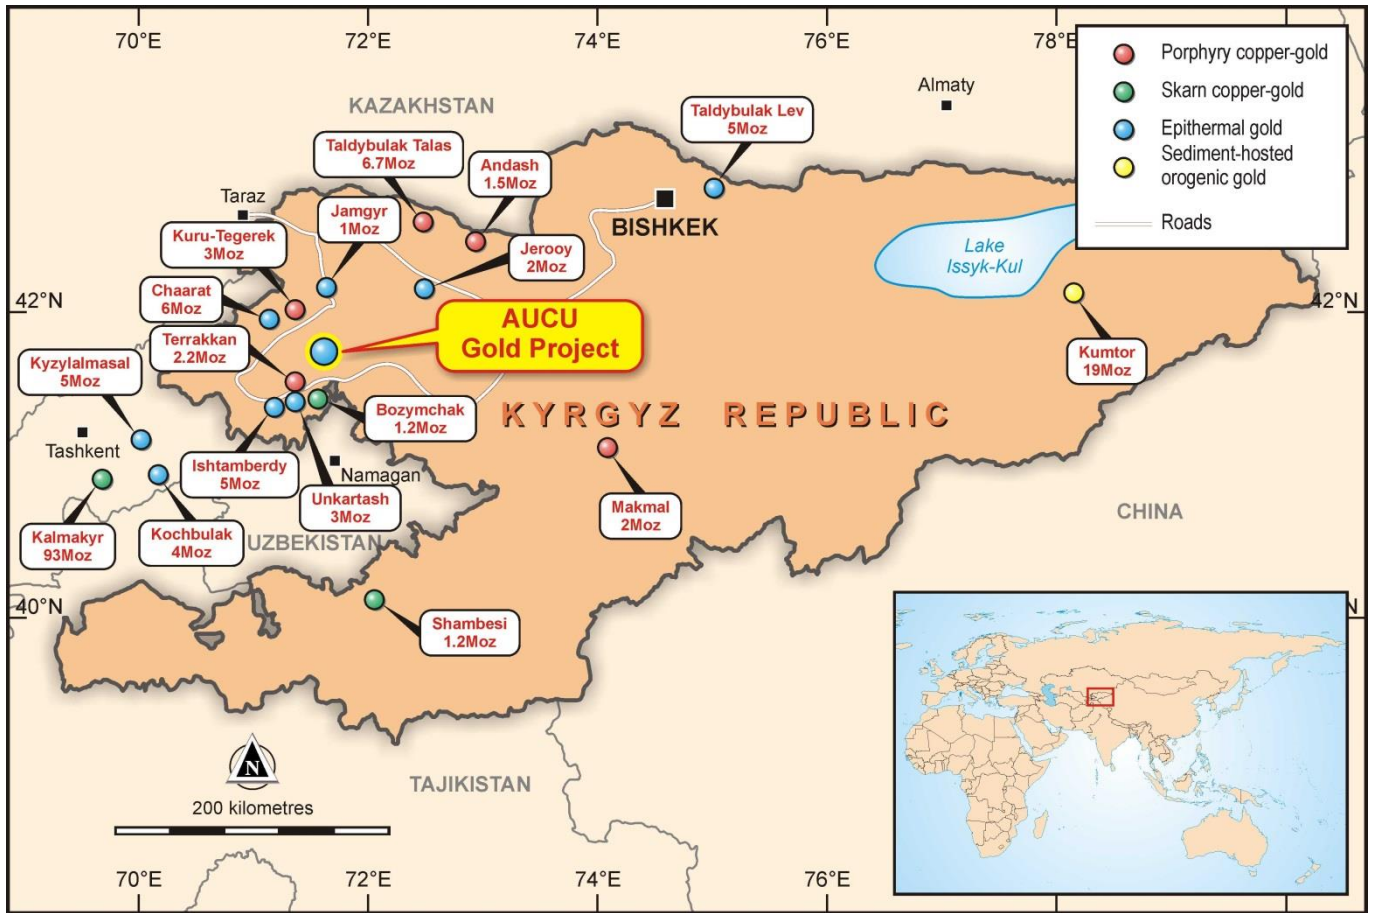 70°E
72°E
74°E
76°E
78°
Porphyry copper-gold
Skarn copper-gold
Epithermal gold
Sediment-hosted
orogenic gold
Roads
Almaty
KAZAKHSTAN
Taldybulak Lev
5Moz
Taldybulak Talas
6.7Moz
Andash
1.5Moz
Taraz
Jamgyr
1Moz
BISHKEK
Kuru-Tegerek
3Moz
Jerooy
2Moz
Lake
Issyk-Kul
Chaarat
6Moz
42°N
42°N
AUCU
Gold Project
Terrakkan
2.2Moz
Kumtor
19Moz
Kyzylalmasal
5Moz
Bozymchak
1.2Moz
KYRGYZ REPUBLIC
Tashkent
Ishtamberdy
5Moz
Namagan
Unkartash
3Moz
Makmal
2Moz
CHINA
Kalmakyr
93Moz
Kochbulak
4Moz
UZBEKISTAN
40°N
N
Shambesi
1.2Moz
N
TAJIKISTAN
200 kilometres
70°E
72°E
74°E
76°E
78°E